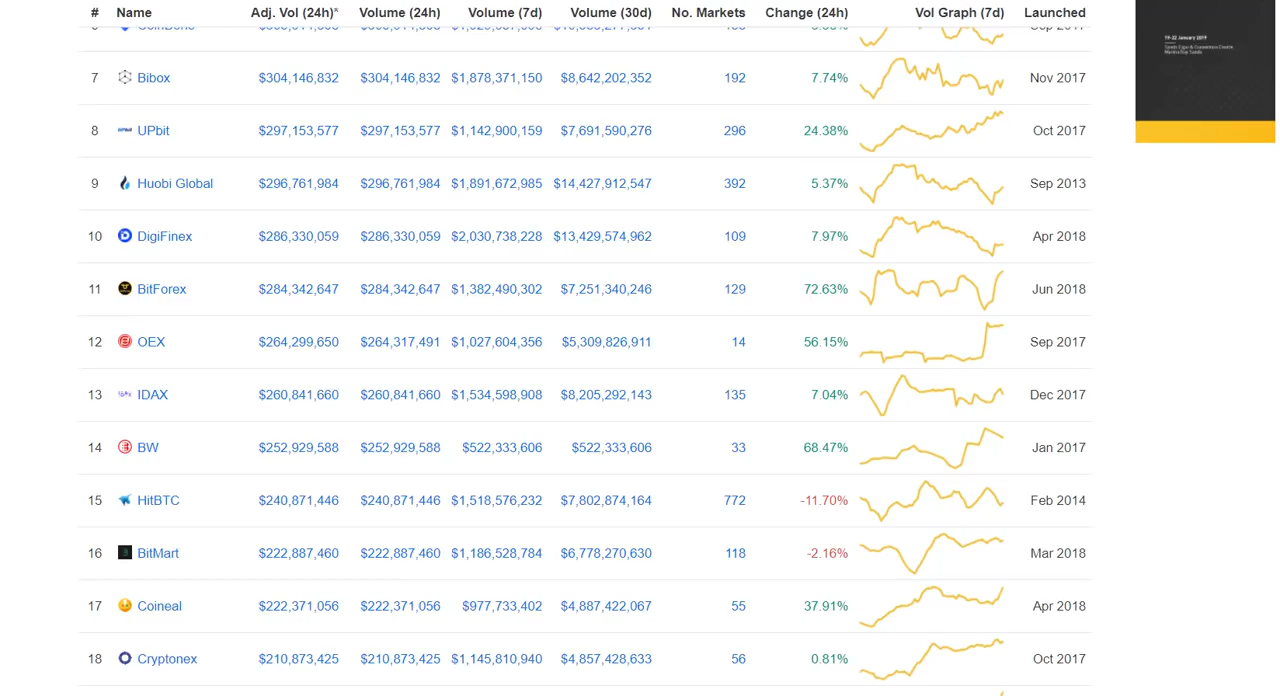 # Name Adj. Vol (24h)* Volume (24h) Volume (7d) Volume (30d) No. Markets Change (24h) Vol Graph (7d) Launched
7 Bibox $304,146,832 $304,146,832 $1,878,371,150 $8,642,202,352 192 7.74% Nov 2017
8 UPbit $297,153,577 $297,153,577 $1,142,900,159 $7,691,590,276 296 24.38% Oct 2017
9 Huobi Global $296,761,984 $296,761,984 $1,891,672,985 $14,427,912,547 392 5.37% Sep 2013
10 DigiFinex $286,330,059 $286,330,059 $2,030,738,228 $13,429,574,962 109 7.97% Apr 2018
11 BitForex $284,342,647 $284,342,647 $1,382,490,302 $7,251,340,246 129 72.63% Jun 2018
12 OEX $264,299,650 $264,317,491 $1,027,604,356 $5,309,826,911 14 56.15% Sep 2017
13 IDAX $260,841,660 $260,841,660 $1,534,598,908 $8,205,292,143 135 7.04% Dec 2017
14 BW $252,929,588 $252,929,588 $522,333,606 $522,333,606 33 68.47% Jan 2017
15 HitBTC $240,871,446 $240,871,446 $1,518,576,232 $7,802,874,164 772 -11.70% Feb 2014
16 BitMart $222,887,460 $222,887,460 $1,186,528,784 $6,778,270,630 118 -2.16% Mar 2018
17 Coineal $222,371,056 $222,371,056 $977,733,402 $4,887,422,067 55 37.91% Apr 2018
18 Cryptonex $210,873,425 $210,873,425 $1,145,810,940 $4,857,428,633 56 0.81% Oct 2017
19-22 January 2019
Sands Expo & Convention Centre
Marina Bay Sands